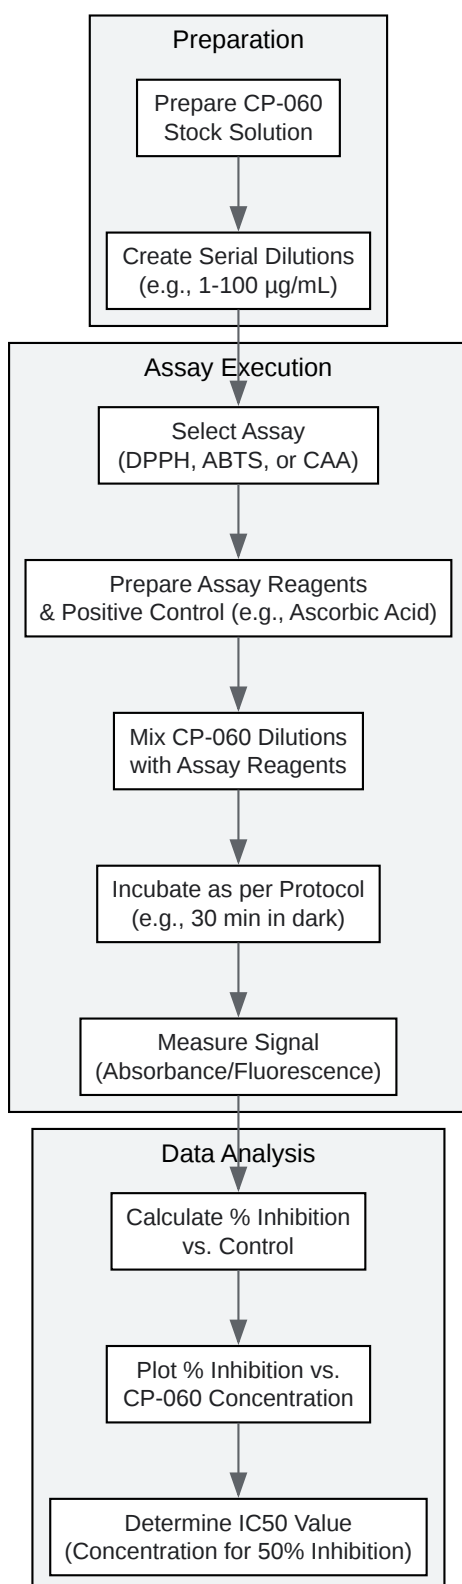 Preparation
Prepare CP-060
Stock Solution
Create Serial Dilutions
(e.g., 1-100 µg/mL)
Assay Execution
Select Assay
(DPPH, ABTS, or CAA)
Prepare Assay Reagents
& Positive Control (e.g., Ascorbic Acid)
Mix CP-060 Dilutions
with Assay Reagents
Incubate as per Protocol
(e.g., 30 min in dark)
Measure Signal
(Absorbance/Fluorescence)
Data Analysis
Calculate % Inhibition
vs. Control
Plot % Inhibition vs.
CP-060 Concentration
Determine IC50 Value
(Concentration for 50% Inhibition)